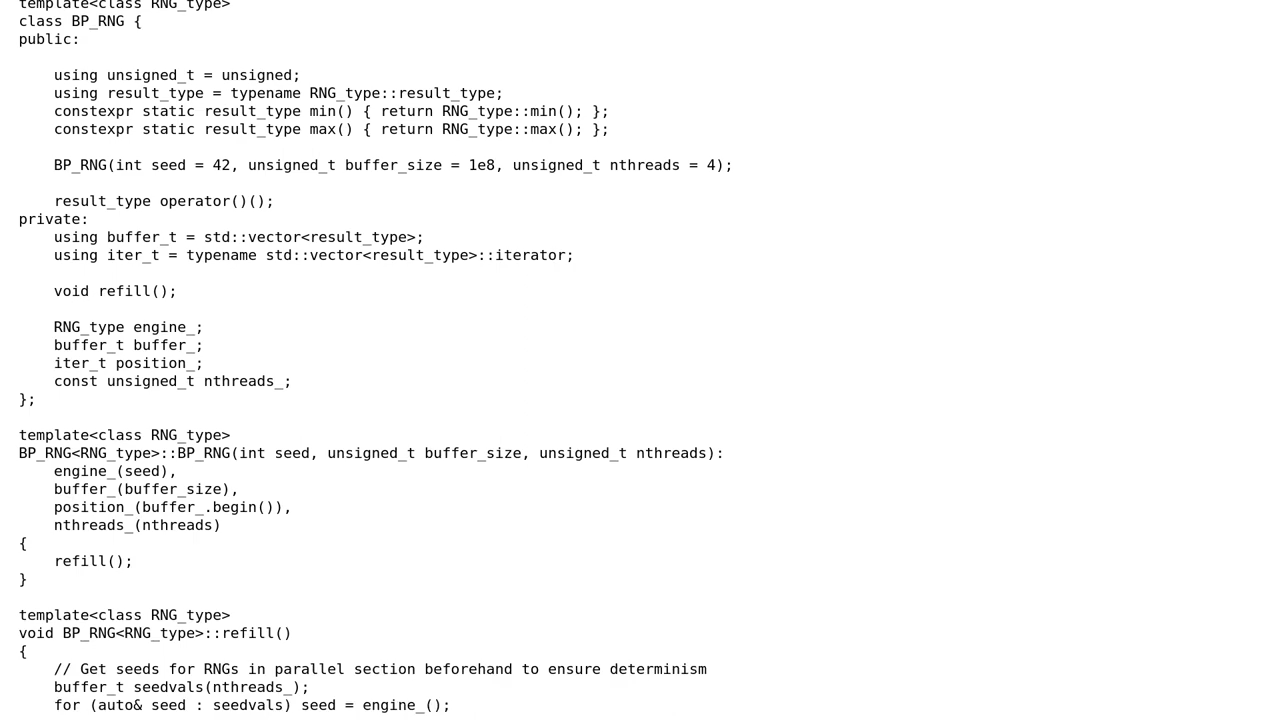 template<class RNG_type>
class BP_RNG {
public:

    using unsigned_t = unsigned;
    using result_type = typename RNG_type::result_type;
    constexpr static result_type min() { return RNG_type::min(); };
    constexpr static result_type max() { return RNG_type::max(); };

    BP_RNG(int seed = 42, unsigned_t buffer_size = 1e8, unsigned_t nthreads = 4);

    result_type operator()();
private:
    using buffer_t = std::vector<result_type>;
    using iter_t = typename std::vector<result_type>::iterator;

    void refill();

    RNG_type engine_;
    buffer_t buffer_;
    iter_t position_;
    const unsigned_t nthreads_;
};

template<class RNG_type>
BP_RNG<RNG_type>::BP_RNG(int seed, unsigned_t buffer_size, unsigned_t nthreads):
    engine_(seed),
    buffer_(buffer_size),
    position_(buffer_.begin()),
    nthreads_(nthreads)
{
    refill();
}

template<class RNG_type>
void BP_RNG<RNG_type>::refill()
{
    // Get seeds for RNGs in parallel section beforehand to ensure determinism
    buffer_t seedvals(nthreads_);
    for (auto& seed : seedvals) seed = engine_();